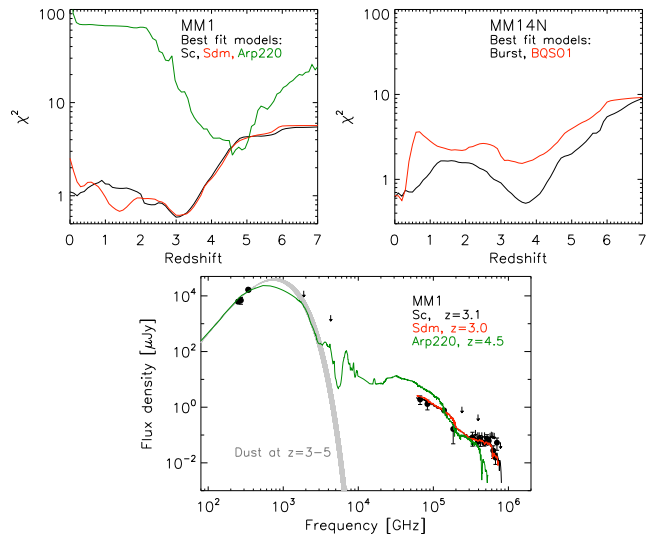 MM1
Best fit models:
Sc, Sdm, Arp220
100
10
1
χ²
0 1 2 3 4 5 6 7
Redshift
MM14N
Best fit models:
Burst, BQSO1
100
10
1
χ²
0 1 2 3 4 5 6 7
Redshift
MM1
Sc, z=3.1
Sdm, z=3.0
Arp220, z=4.5
Dust at z=3-5
10⁴
10²
10⁰
10⁻²
Flux density [μJy]
10² 10³ 10⁴ 10⁵ 10⁶
Frequency [GHz]